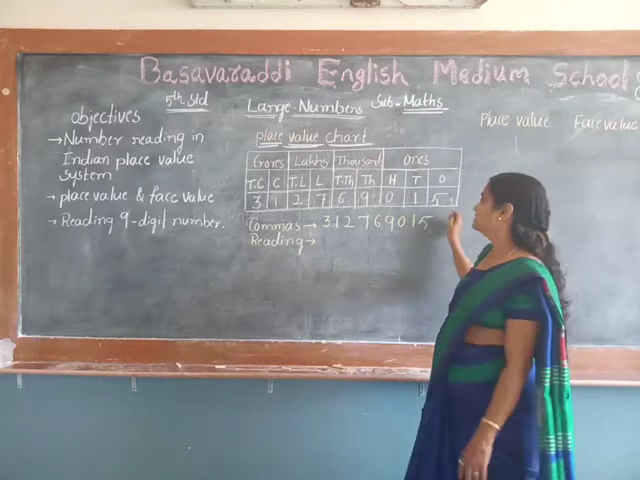 Basavaraddi English Medium School
5th Std
Large Numbers
Sub-Maths
Objectives
→ Number reading in
Indian place value
system
→ place value & face value
→ Reading 9-digit number.
place value chart
Crores Lakhs Thousand Ones
T.C C T.L L T.Th Th H T O
3 1 2 7 6 9 0 1 5
Commas → 312769015
Reading →
Place value
Face value